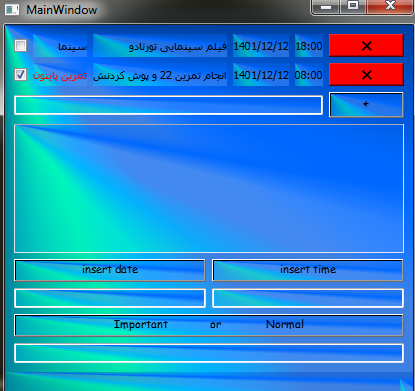 MainWindow
سینما فیلم سینمایی تورنادو 1401/12/12 18:00 X
تمرین پایتون انجام تمرین 22 و پوش کردنش 1401/12/12 08:00 X
+
insert date insert time
Important or Normal